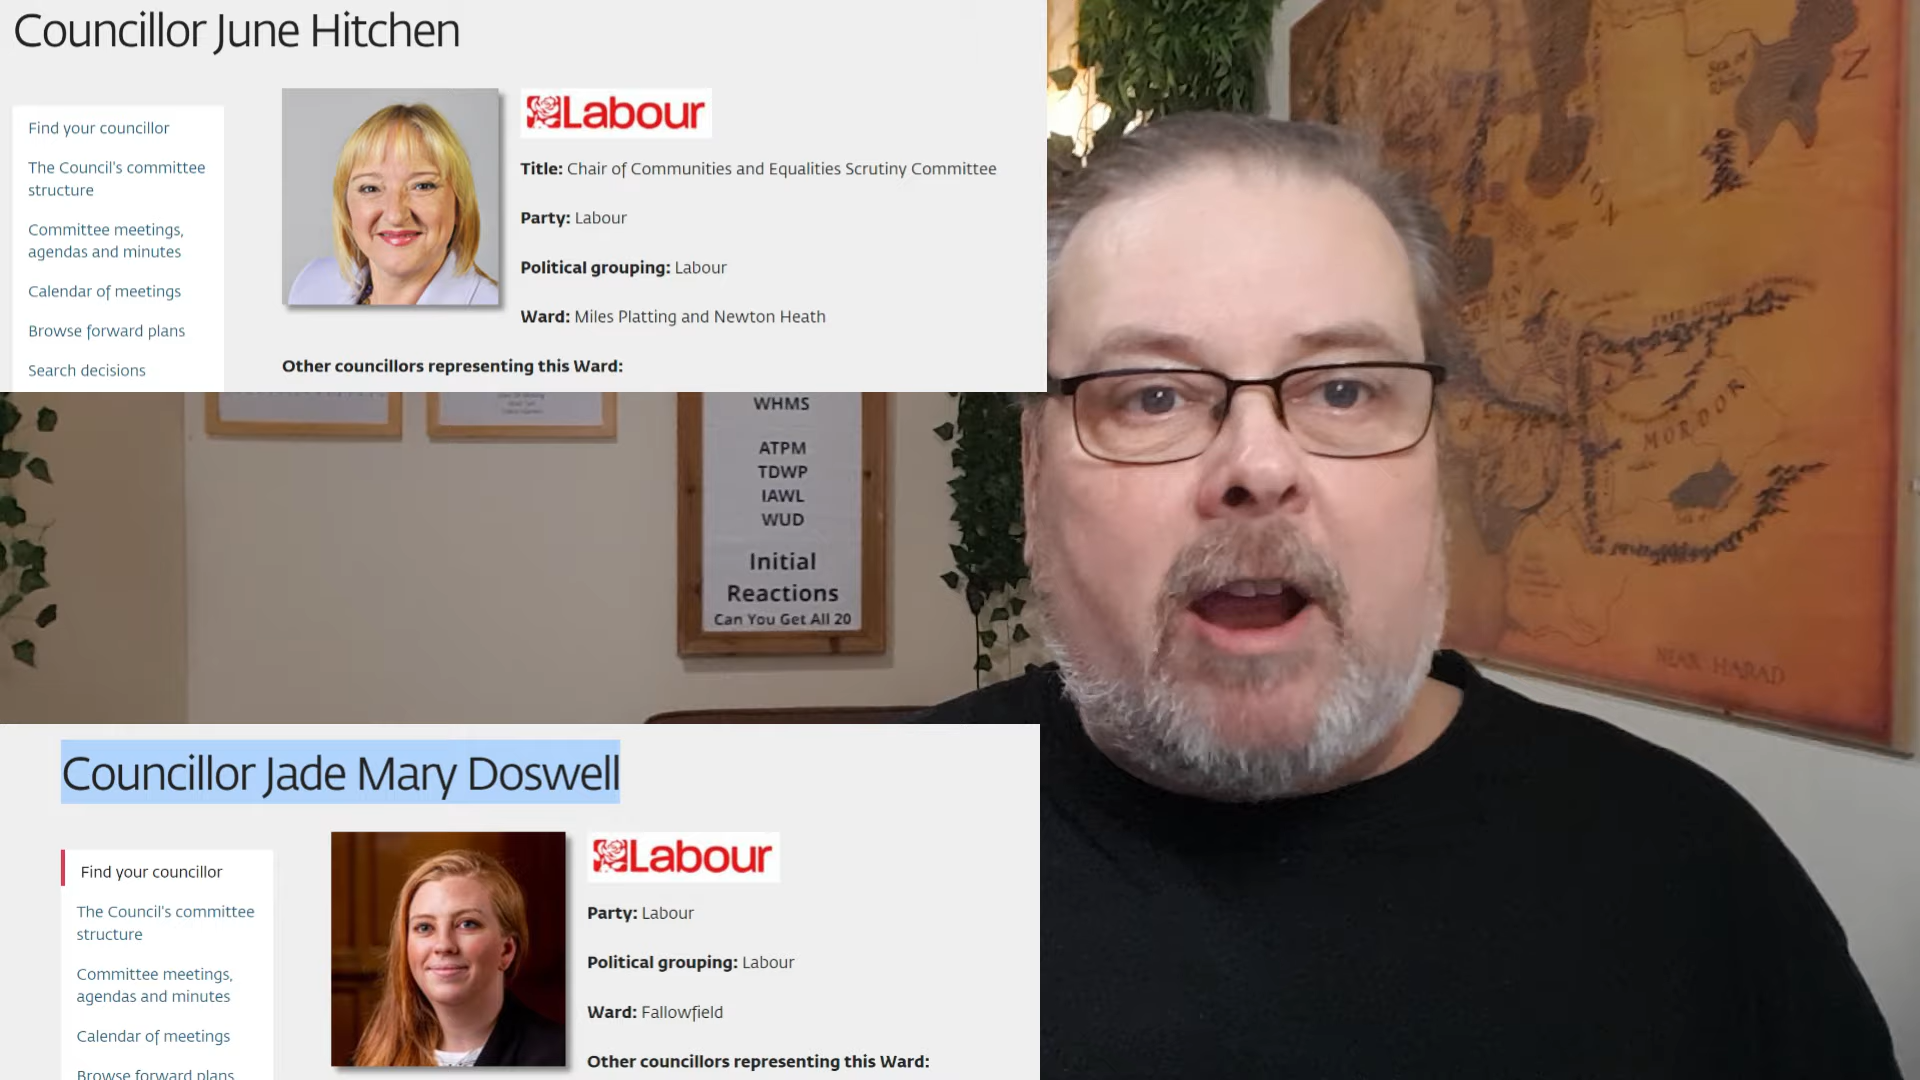 Councillor June Hitchen
Find your councillor
The Council's committee
structure
Committee meetings,
agendas and minutes
Calendar of meetings
Browse forward plans
Search decisions
Labour
Title: Chair of Communities and Equalities Scrutiny Committee
Party: Labour
Political grouping: Labour
Ward: Miles Platting and Newton Heath
Other councillors representing this Ward:
WHMS
ATPM
TDWP
IAWL
WUD
Initial
Reactions
Can You Get All 20
MORDOR
NEAR HARAD
Councillor Jade Mary Doswell
Find your councillor
The Council's committee
structure
Committee meetings,
agendas and minutes
Calendar of meetings
Browse forward plans
Labour
Party: Labour
Political grouping: Labour
Ward: Fallowfield
Other councillors representing this Ward: